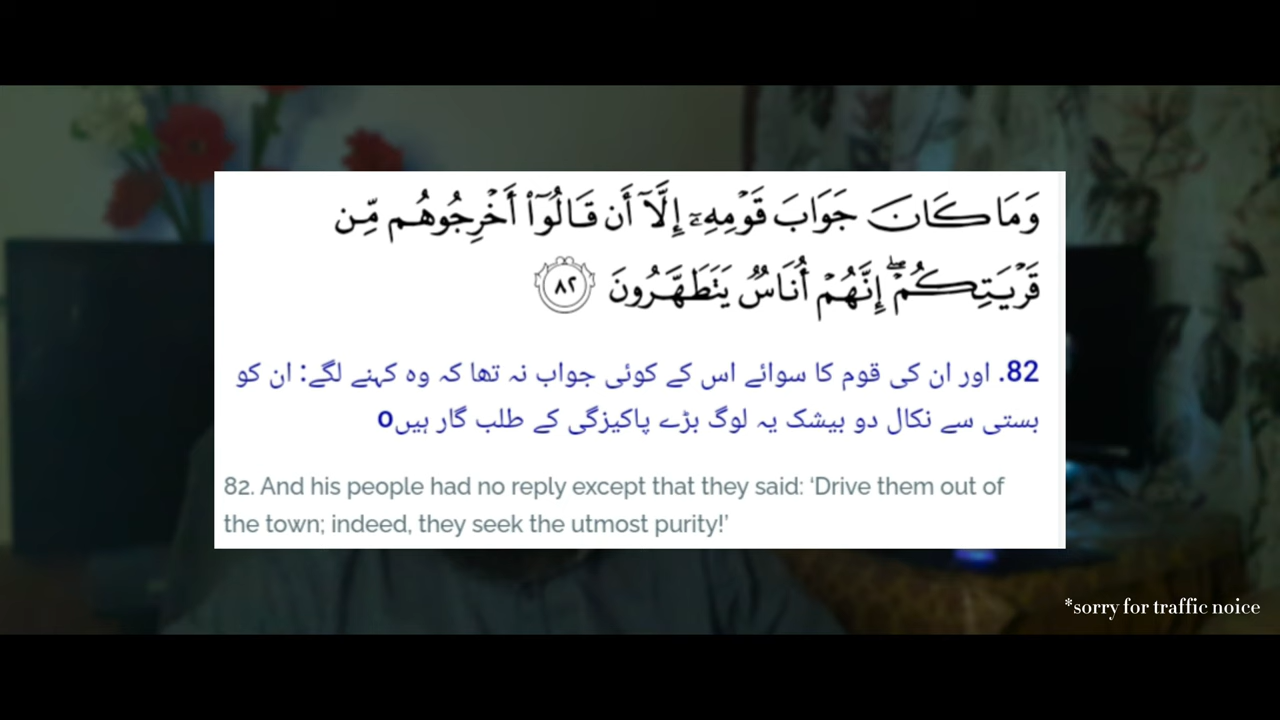 وَمَا كَانَ جَوَابَ قَوْمِهِۦٓ إِلَّآ أَن قَالُوٓا۟ أَخْرِجُوهُم مِّن
قَرْيَتِكُمْ ۖ إِنَّهُمْ أُنَاسٌ يَتَطَهَّرُونَ ٨٢
82. اور ان کی قوم کا سوائے اس کے کوئی جواب نہ تھا کہ وہ کہنے لگے: ان کو
بستی سے نکال دو بیشک یہ لوگ بڑے پاکیزگی کے طلب گار ہیںo
82. And his people had no reply except that they said: ‘Drive them out of
the town; indeed, they seek the utmost purity!’
*sorry for traffic noice